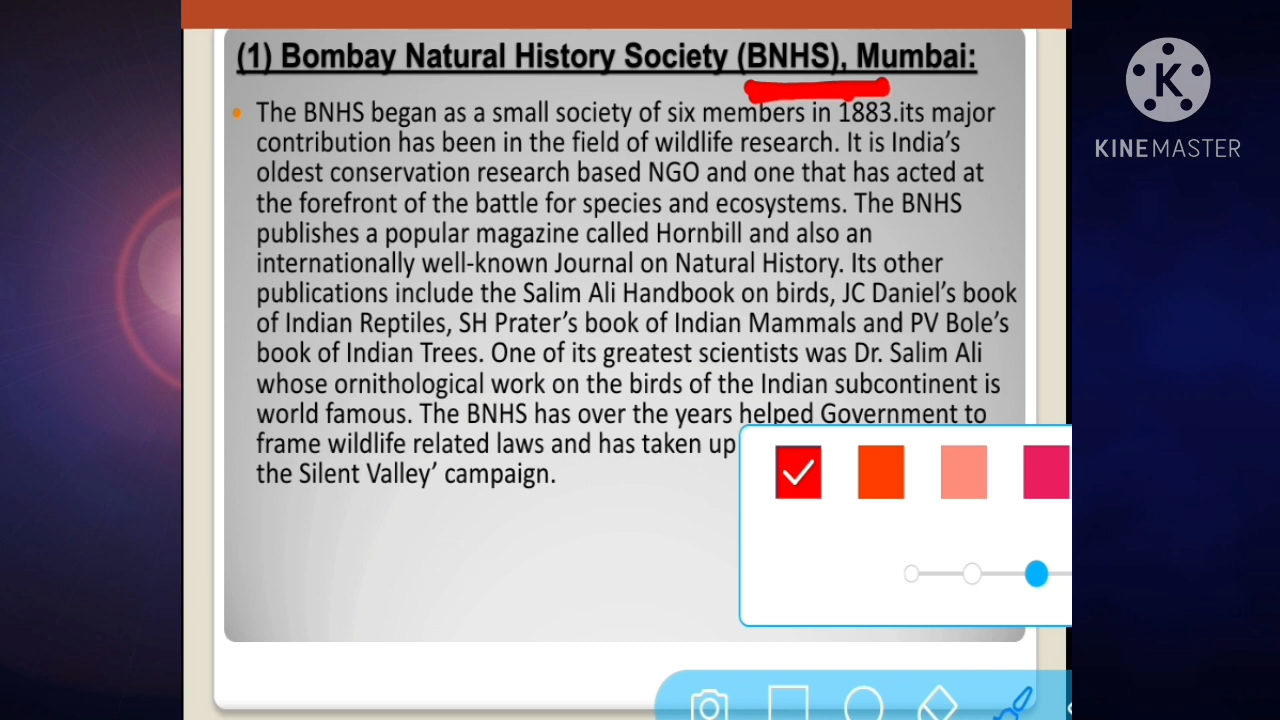 (1) Bombay Natural History Society (BNHS), Mumbai:
The BNHS began as a small society of six members in 1883.its major
contribution has been in the field of wildlife research. It is India’s
oldest conservation research based NGO and one that has acted at
the forefront of the battle for species and ecosystems. The BNHS
publishes a popular magazine called Hornbill and also an
internationally well-known Journal on Natural History. Its other
publications include the Salim Ali Handbook on birds, JC Daniel’s book
of Indian Reptiles, SH Prater’s book of Indian Mammals and PV Bole’s
book of Indian Trees. One of its greatest scientists was Dr. Salim Ali
whose ornithological work on the birds of the Indian subcontinent is
world famous. The BNHS has over the years helped Government to
frame wildlife related laws and has taken up
the Silent Valley’ campaign.
K
KINEMASTER